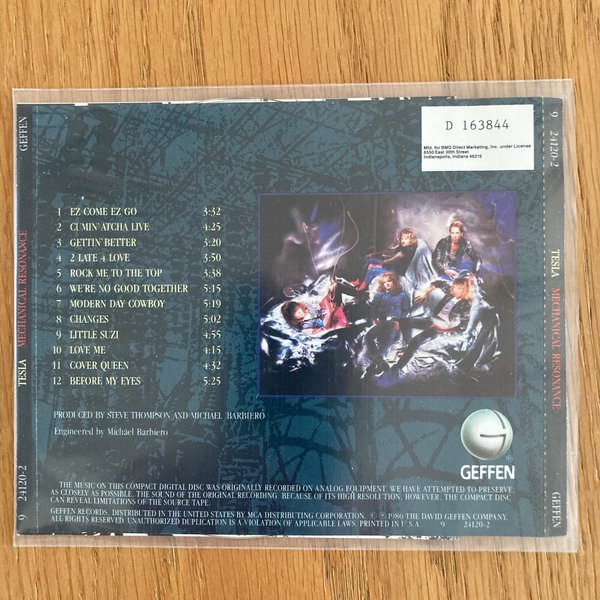 D 163844
Mfd. for BMG Direct Marketing, Inc. under License
6550 East 30th Street
Indianapolis, Indiana 46219
1 EZ COME EZ GO 3:32
2 CUMIN' ATCHA LIVE 4:25
3 GETTIN' BETTER 3:20
4 2 LATE 4 LOVE 3:50
5 ROCK ME TO THE TOP 3:38
6 WE'RE NO GOOD TOGETHER 5:15
7 MODERN DAY COWBOY 5:19
8 CHANGES 5:02
9 LITTLE SUZI 4:55
10 LOVE ME 4:15
11 COVER QUEEN 4:32
12 BEFORE MY EYES 5:25
PRODUCED BY STEVE THOMPSON AND MICHAEL BARBIERO
Engineered by Michael Barbiero
GEFFEN
THE MUSIC ON THIS COMPACT DIGITAL DISC WAS ORIGINALLY RECORDED ON ANALOG EQUIPMENT. WE HAVE ATTEMPTED TO PRESERVE,
AS CLOSELY AS POSSIBLE, THE SOUND OF THE ORIGINAL RECORDING. BECAUSE OF ITS HIGH RESOLUTION, HOWEVER, THE COMPACT DISC
CAN REVEAL LIMITATIONS OF THE SOURCE TAPE.
GEFFEN RECORDS. DISTRIBUTED IN THE UNITED STATES BY MCA DISTRIBUTING CORPORATION. © ℗ 1986 THE DAVID GEFFEN COMPANY.
ALL RIGHTS RESERVED. UNAUTHORIZED DUPLICATION IS A VIOLATION OF APPLICABLE LAWS. PRINTED IN U S A 9 24120-2
9 24120-2 TESLA MECHANICAL RESONANCE GEFFEN
9 24120-2 TESLA MECHANICAL RESONANCE GEFFEN